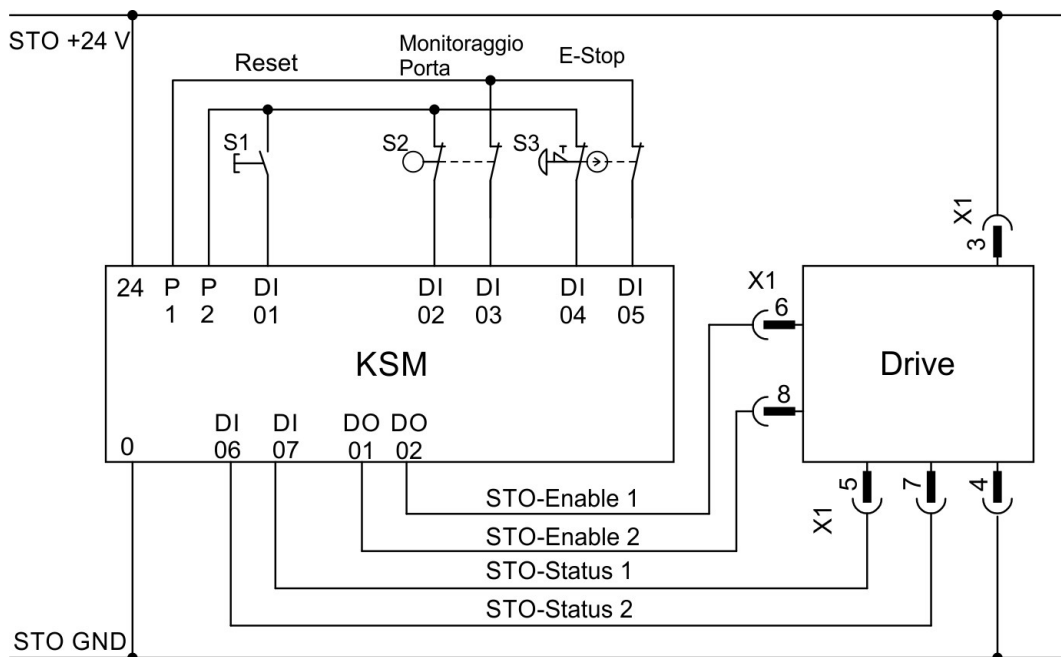 STO +24 V
Reset
Monitoraggio
Porta
E-Stop
S1
S2
S3
X1
3
24 P P DI DI DI DI DI
1 2 01 02 03 04 05
X1
6
KSM
Drive
8
0
DI DI DO DO
06 07 01 02
5
7
4
X1
STO-Enable 1
STO-Enable 2
STO-Status 1
STO-Status 2
STO GND